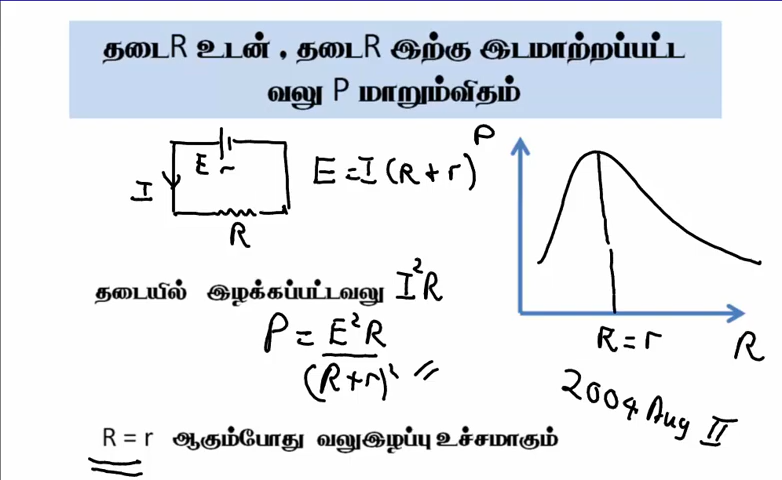 தடைR உடன் , தடைR இற்கு இடமாற்றப்பட்ட
வலு P மாறும்விதம்
E r
I
R
E = I (R + r)
P
R = r
R
தடையில் இழக்கப்பட்டவலு I²R
P = E²R / (R + r)²
2004 Aug II
R = r ஆகும்போது வலுஇழப்பு உச்சமாகும்